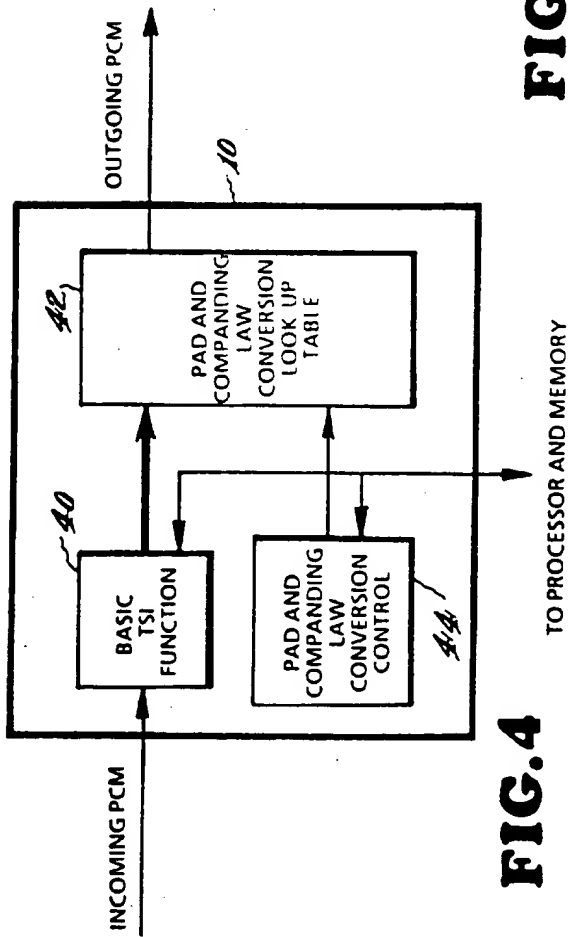 INCOMING PCM
40
BASIC
TSI
FUNCTION
PAD AND
COMPANDING
LAW
CONVERSION
CONTROL
44
42
PAD AND
COMPANDING
LAW
CONVERSION
LOOK UP
TABLE
10
OUTGOING PCM
TO PROCESSOR AND MEMORY
FIG.4
FIG